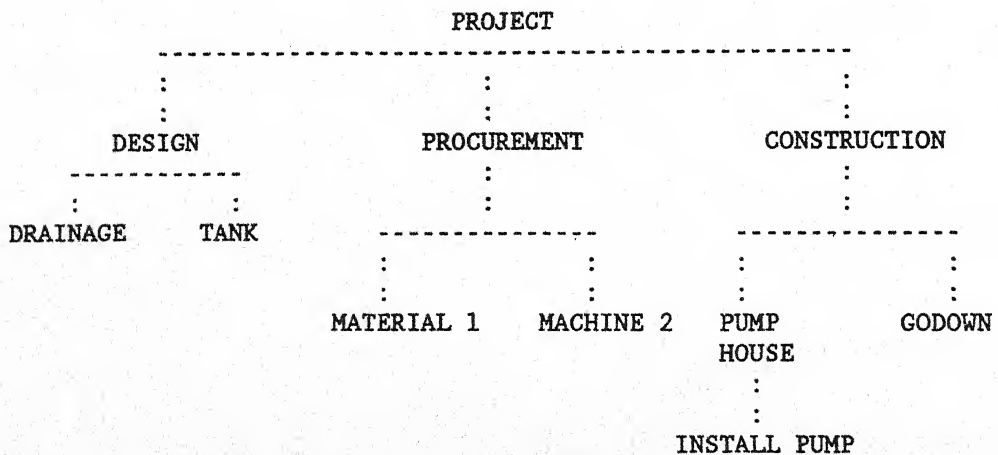 PROJECT
DESIGN PROCUREMENT CONSTRUCTION
DRAINAGE TANK
MATERIAL 1 MACHINE 2 PUMP GODOWN
HOUSE
INSTALL PUMP